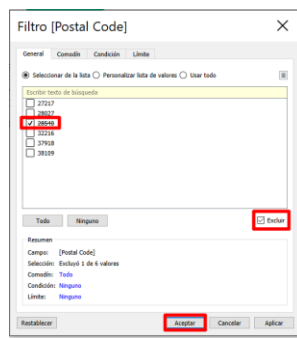 Filtro [Postal Code]
General Comodín Condición Límite
Seleccionar de la lista Personalizar lista de valores Usar todo
Escribir texto de búsqueda
27217
28027
28540
32216
37918
38109
Todo Ninguno Excluir
Resumen
Campo: [Postal Code]
Selección: Excluyó 1 de 6 valores
Comodín: Todo
Condición: Ninguno
Límite: Ninguno
Restablecer Aceptar Cancelar Aplicar